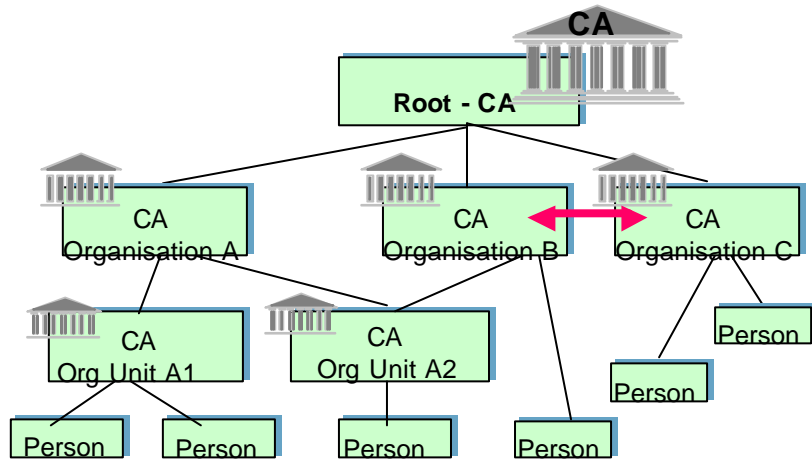 CA
Root - CA
CA
Organisation A
CA
Organisation B
CA
Organisation C
CA
Org Unit A1
CA
Org Unit A2
Person
Person
Person
Person
Person
Person